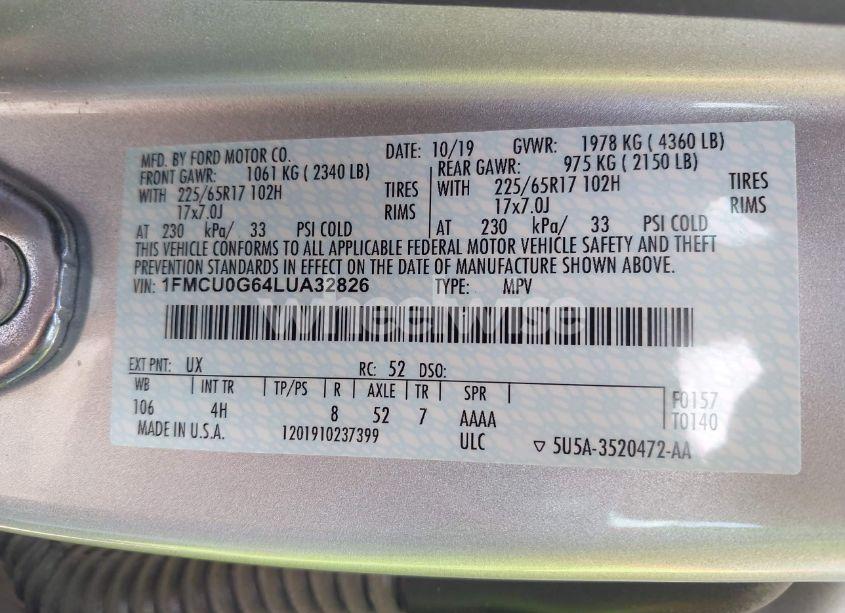 MFD. BY FORD MOTOR CO. DATE: 10/19 GVWR: 1978 KG ( 4360 LB)
FRONT GAWR: 1061 KG ( 2340 LB) REAR GAWR: 975 KG ( 2150 LB)
WITH 225/65R17 102H TIRES WITH 225/65R17 102H TIRES
17x7.0J RIMS 17x7.0J RIMS
AT 230 kPa/ 33 PSI COLD AT 230 kPa/ 33 PSI COLD
THIS VEHICLE CONFORMS TO ALL APPLICABLE FEDERAL MOTOR VEHICLE SAFETY AND THEFT
PREVENTION STANDARDS IN EFFECT ON THE DATE OF MANUFACTURE SHOWN ABOVE.
VIN: 1FMCU0G64LUA32826 TYPE: MPV
wheelwise
EXT PNT: UX RC: 52 DSO:
WB INT TR TP/PS R AXLE TR SPR F0157
106 4H 8 52 7 AAAA T0140
MADE IN U.S.A. 1201910237399 ULC ▽ 5U5A-3520472-AA